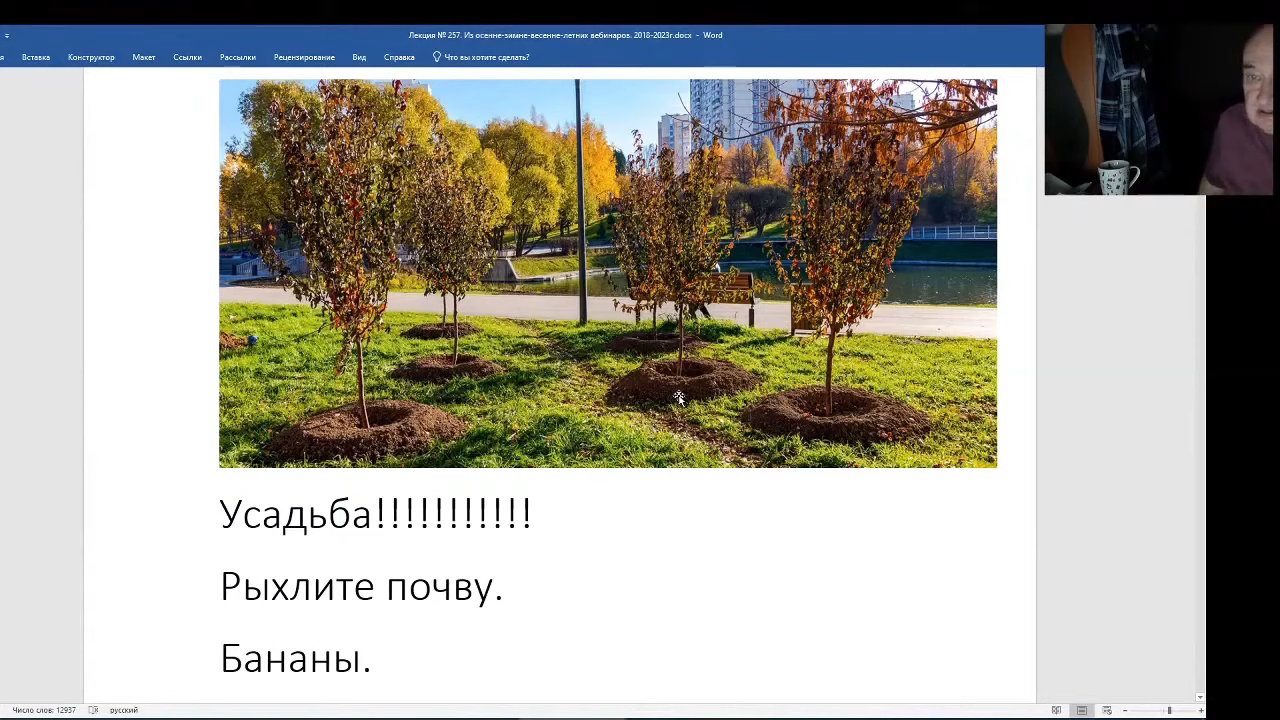 Лекция № 257. Из осенне-зимне-весенне-летних вебинаров. 2018-2023г.docx - Word
Вставка Конструктор Макет Ссылки Рассылки Рецензирование Вид Справка Что вы хотите сделать?
Усадьба!!!!!!!!!!!
Рыхлите почву.
Бананы.
Число слов: 12937 русский